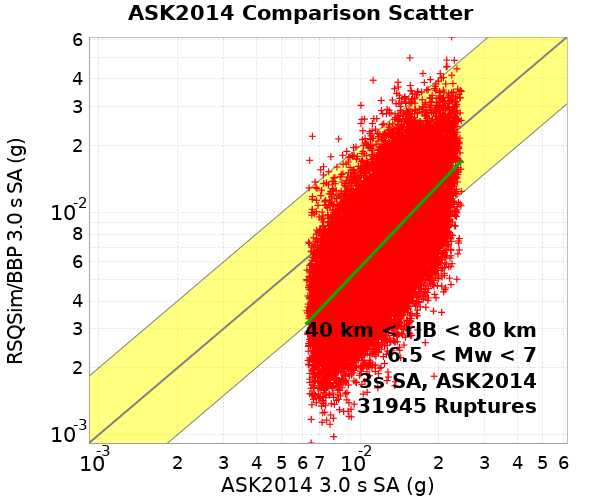 ASK2014 Comparison Scatter
RSQSim/BBP 3.0 s SA (g)
6
4
3
2
10-2
8
6
4
3
2
10-3
40 km < rJB < 80 km
6.5 < Mw < 7
3s SA, ASK2014
31945 Ruptures
10-3 2 3 4 5 6 7 10-2 2 3 4 5 6
ASK2014 3.0 s SA (g)